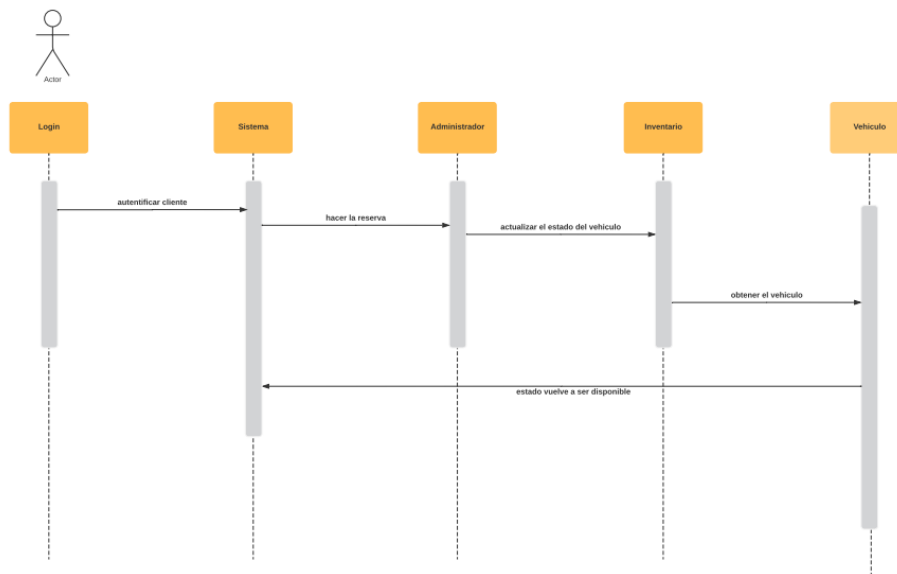 Actor
Login
Sistema
Administrador
Inventario
Vehiculo
autentificar cliente
hacer la reserva
actualizar el estado del vehiculo
obtener el vehiculo
estado vuelve a ser disponible